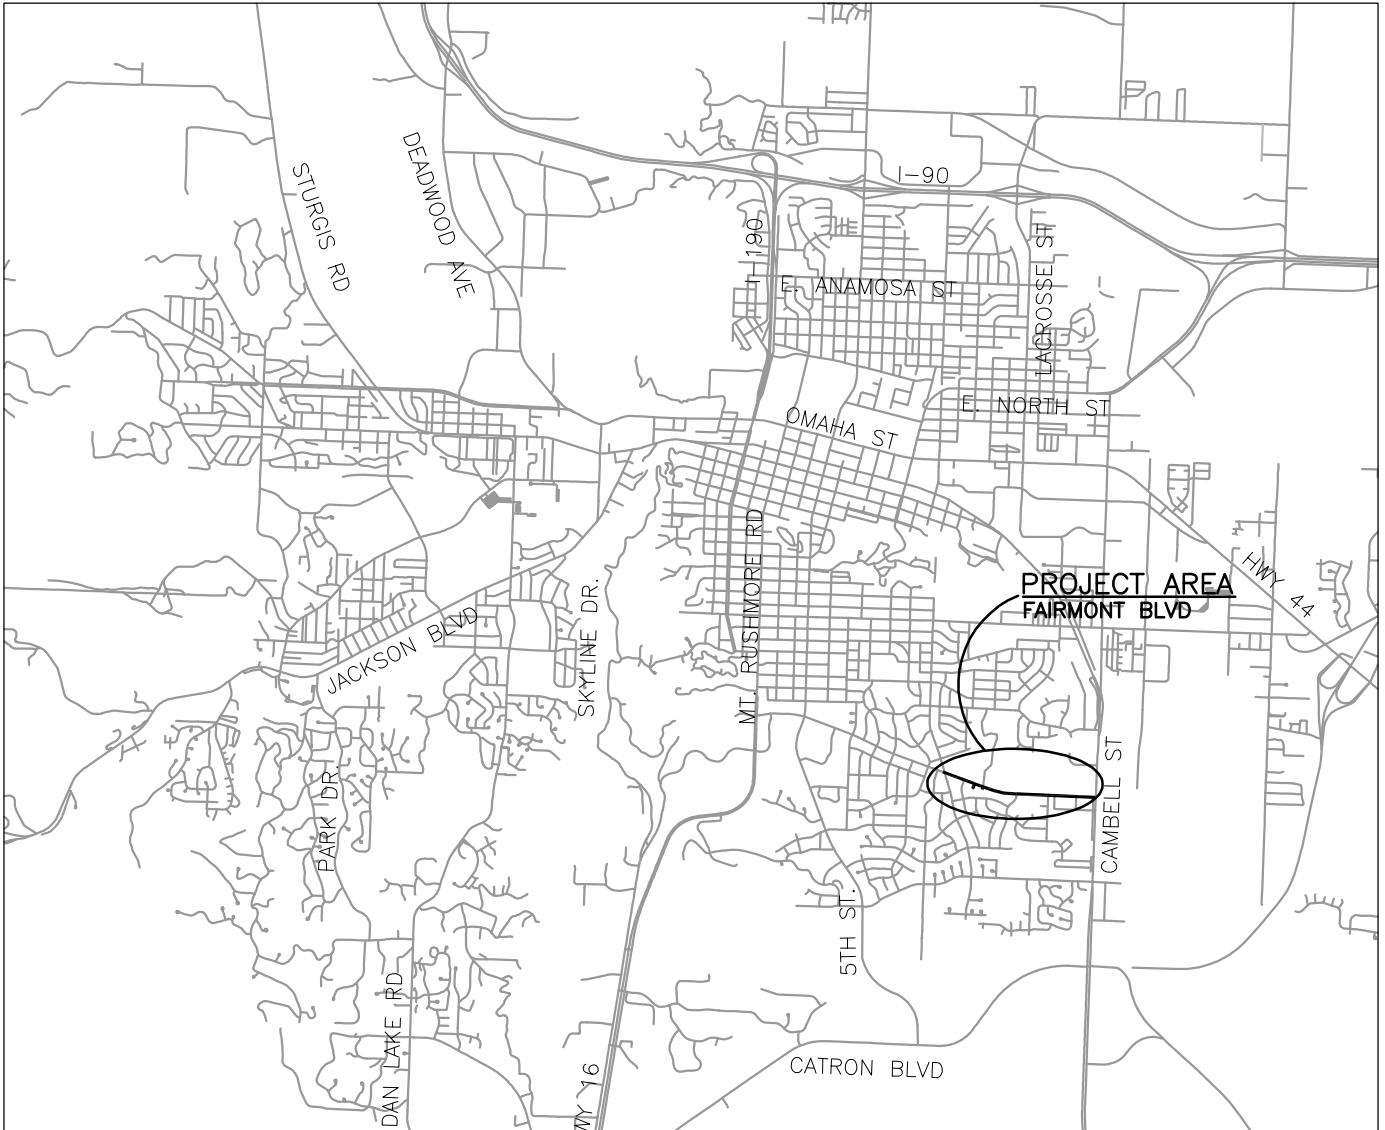 I-90
DEADWOOD AVE
STURGIS RD
I-190
LACROSSE ST
E. ANAMOSA ST
E. NORTH ST
OMAHA ST
HWY 44
PROJECT AREA
FAIRMONT BLVD
MT. RUSHMORE RD
SKYLINE DR.
JACKSON BLVD
PARK DR.
CAMBELL ST
5TH ST.
DAN LAKE RD
WY 16
CATRON BLVD